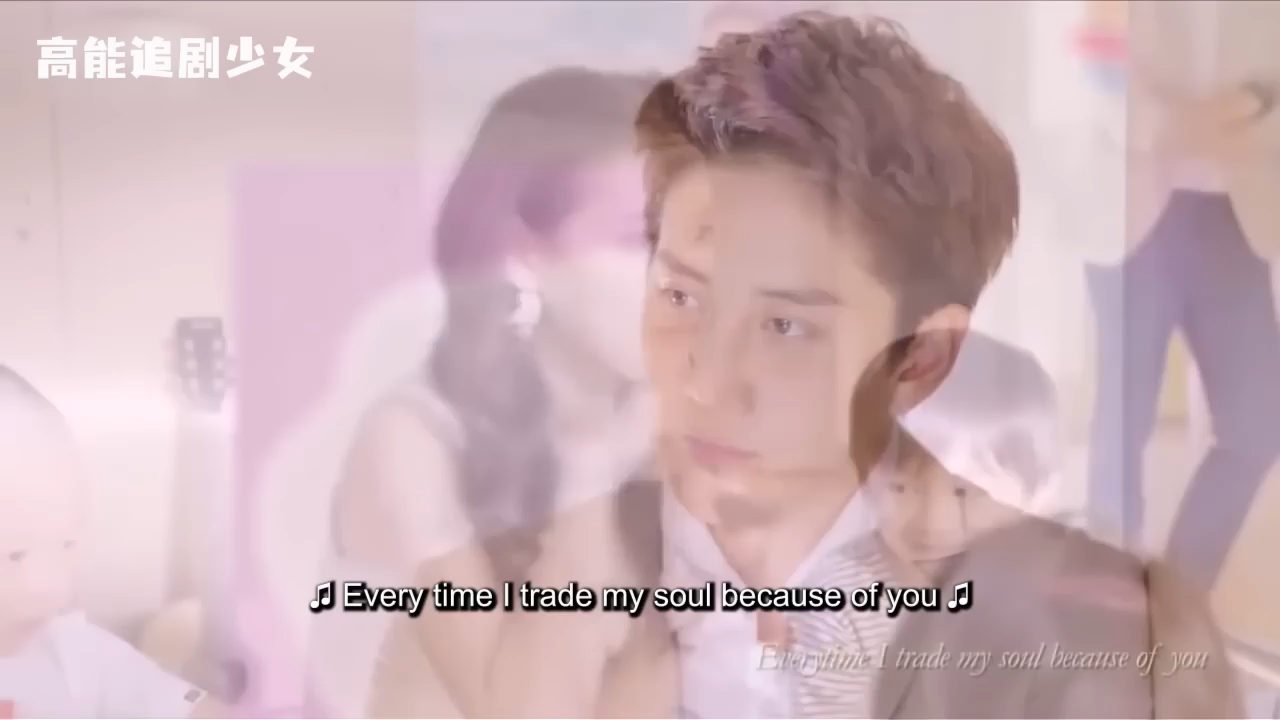 高能追剧少女
♫ Every time I trade my soul because of you ♫
Everytime I trade my soul because of you